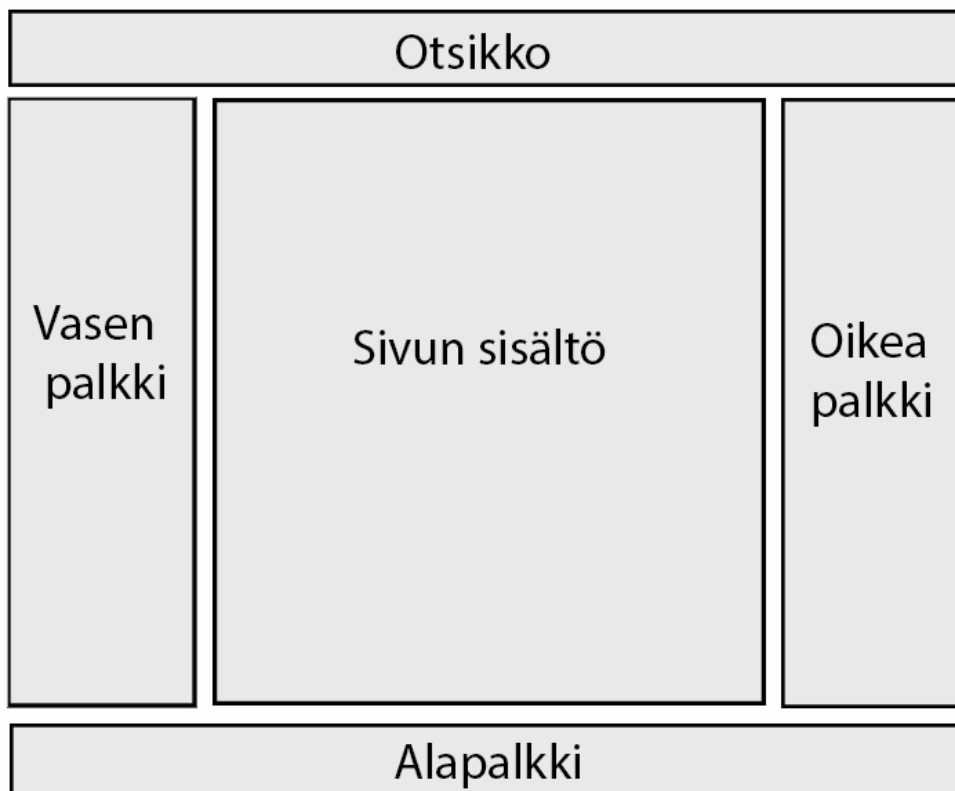 Otsikko
Vasen
palkki
Sivun sisältö
Oikea
palkki
Alapalkki